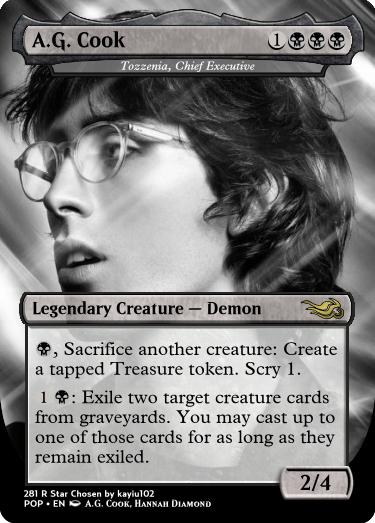 A.G. Cook 1
Tozzenia, Chief Executive
Legendary Creature — Demon
, Sacrifice another creature: Create
a tapped Treasure token. Scry 1.
1 : Exile two target creature cards
from graveyards. You may cast up to
one of those cards for as long as they
remain exiled.
2/4
281 R Star Chosen by kayiu102
POP • EN A.G. Cook, Hannah Diamond